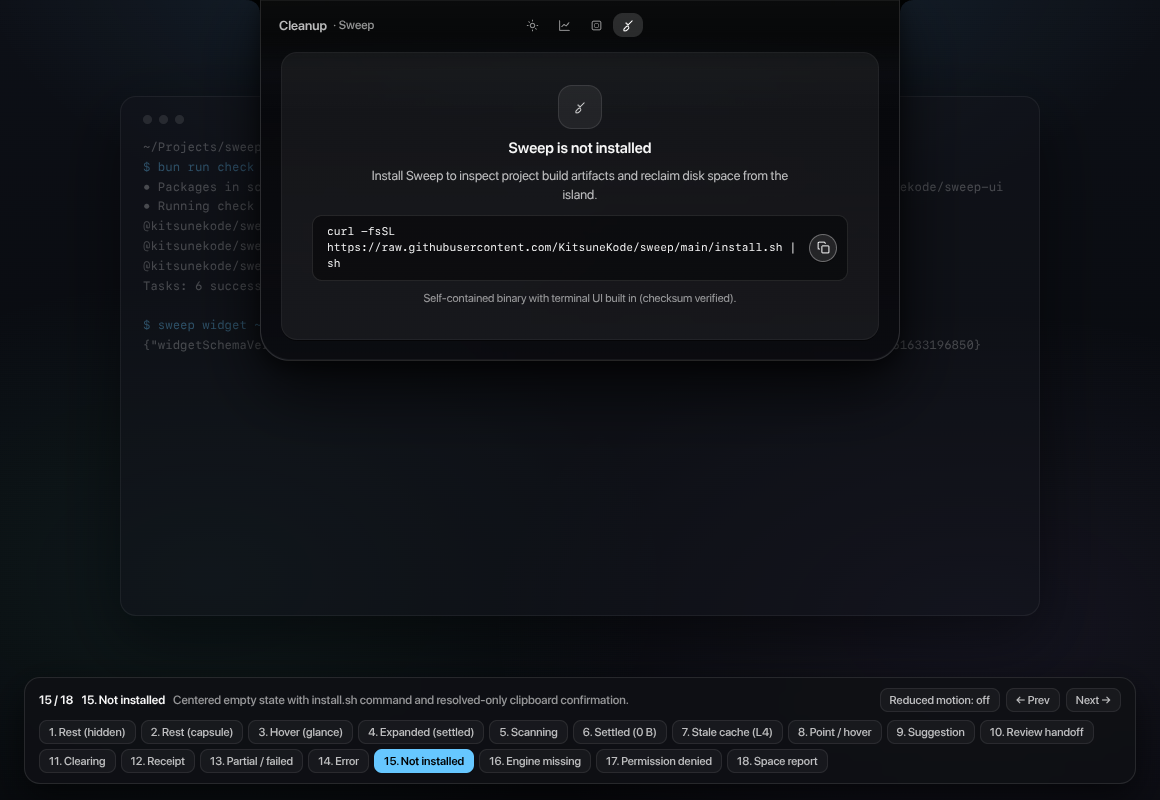 Cleanup · Sweep
~/Projects/sweep
$ bun run check
• Packages in sc
ekode/sweep-ui
• Running check
@kitsunekode/swe
@kitsunekode/swe
@kitsunekode/swe
Tasks: 6 success
$ sweep widget ~
{"widgetSchemaVe
1633196850}
Sweep is not installed
Install Sweep to inspect project build artifacts and reclaim disk space from the
island.
curl -fsSL
https://raw.githubusercontent.com/KitsuneKode/sweep/main/install.sh |
sh
Self-contained binary with terminal UI built in (checksum verified).
15 / 18 15. Not installed Centered empty state with install.sh command and resolved-only clipboard confirmation.
Reduced motion: off ← Prev Next →
1. Rest (hidden) 2. Rest (capsule) 3. Hover (glance) 4. Expanded (settled) 5. Scanning 6. Settled (0 B) 7. Stale cache (L4) 8. Point / hover 9. Suggestion 10. Review handoff
11. Clearing 12. Receipt 13. Partial / failed 14. Error 15. Not installed 16. Engine missing 17. Permission denied 18. Space report